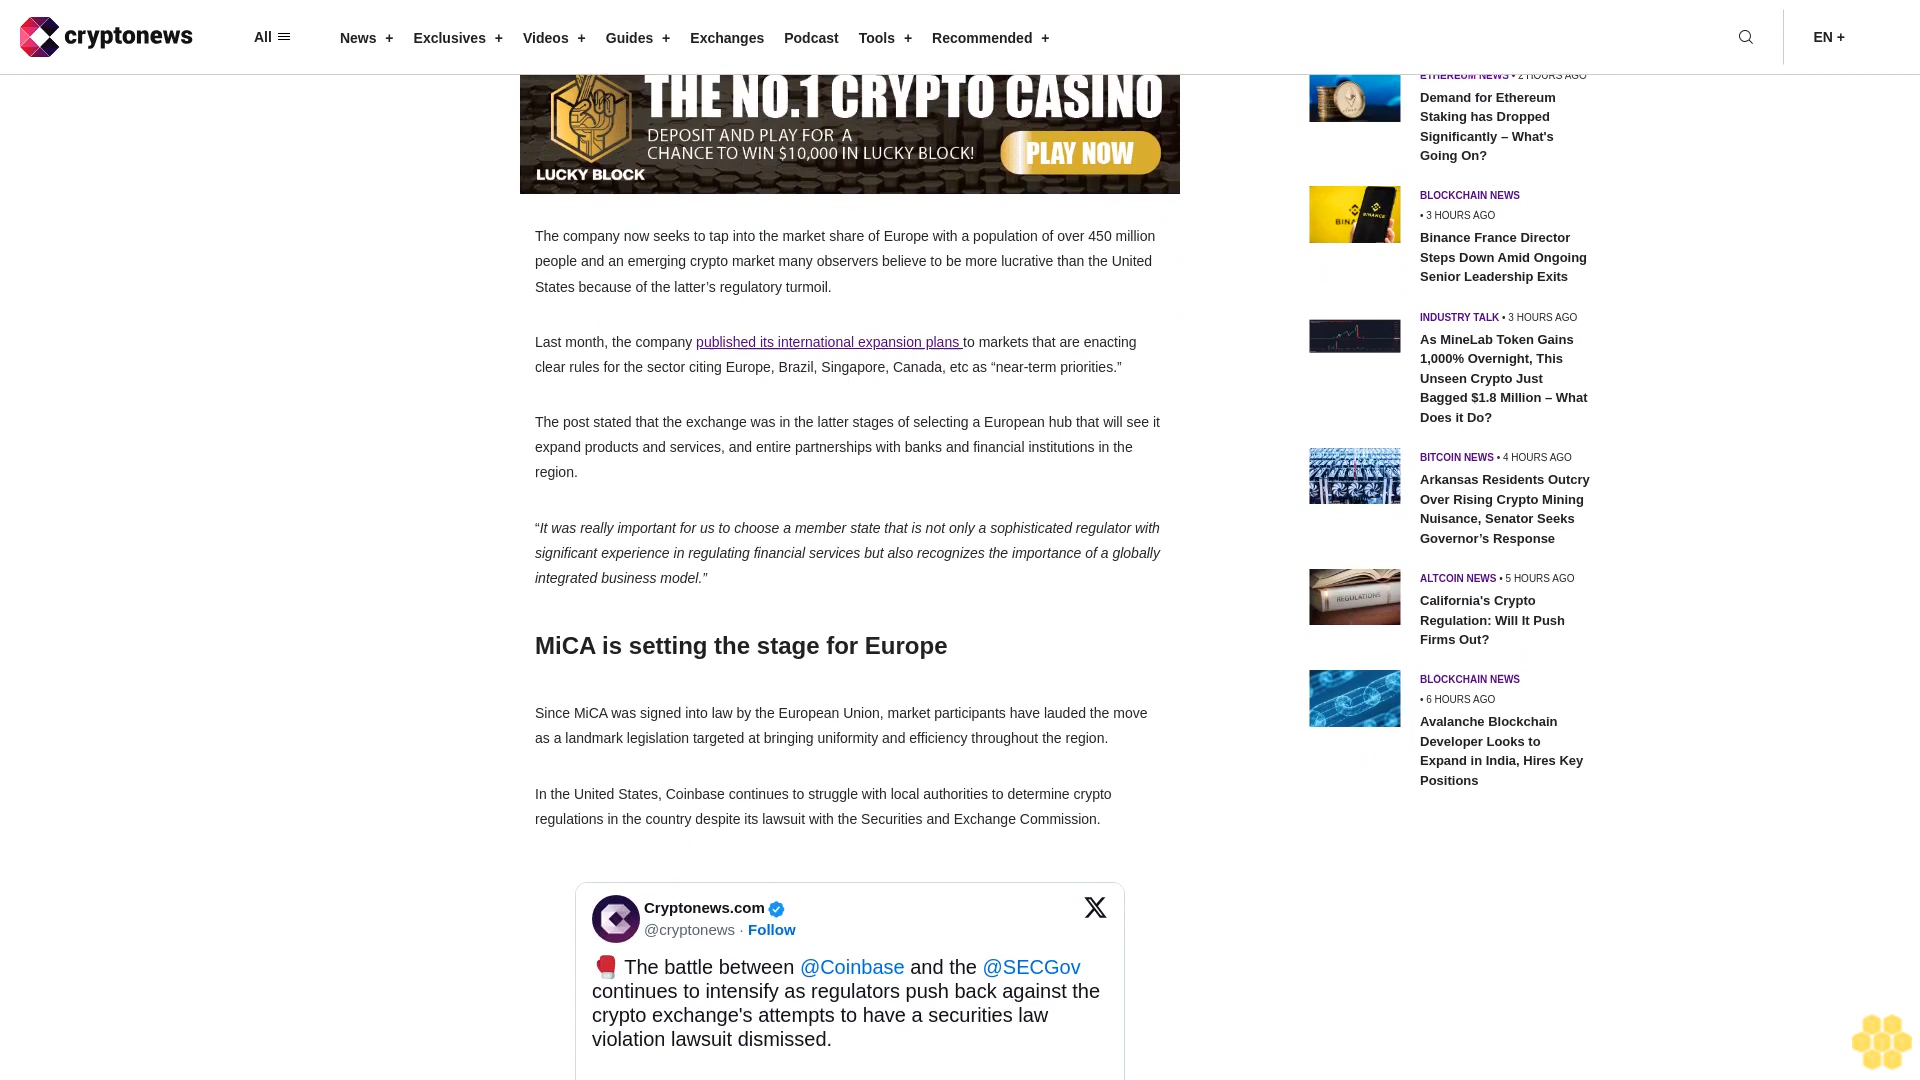 cryptonews
All
News +
Exclusives +
Videos +
Guides +
Exchanges
Podcast
Tools +
Recommended +
EN +
THE NO.1 CRYPTO CASINO
DEPOSIT AND PLAY FOR A
CHANCE TO WIN $10,000 IN LUCKY BLOCK!
PLAY NOW
LUCKY BLOCK
The company now seeks to tap into the market share of Europe with a population of over 450 million
people and an emerging crypto market many observers believe to be more lucrative than the United
States because of the latter’s regulatory turmoil.
Last month, the company published its international expansion plans to markets that are enacting
clear rules for the sector citing Europe, Brazil, Singapore, Canada, etc as “near-term priorities.”
The post stated that the exchange was in the latter stages of selecting a European hub that will see it
expand products and services, and entire partnerships with banks and financial institutions in the
region.
“It was really important for us to choose a member state that is not only a sophisticated regulator with
significant experience in regulating financial services but also recognizes the importance of a globally
integrated business model.”
MiCA is setting the stage for Europe
Since MiCA was signed into law by the European Union, market participants have lauded the move
as a landmark legislation targeted at bringing uniformity and efficiency throughout the region.
In the United States, Coinbase continues to struggle with local authorities to determine crypto
regulations in the country despite its lawsuit with the Securities and Exchange Commission.
Cryptonews.com
@cryptonews · Follow
The battle between @Coinbase and the @SECGov
continues to intensify as regulators push back against the
crypto exchange's attempts to have a securities law
violation lawsuit dismissed.
ETHEREUM NEWS • 2 HOURS AGO
Demand for Ethereum
Staking has Dropped
Significantly – What's
Going On?
BINANCE
BLOCKCHAIN NEWS
• 3 HOURS AGO
Binance France Director
Steps Down Amid Ongoing
Senior Leadership Exits
INDUSTRY TALK • 3 HOURS AGO
As MineLab Token Gains
1,000% Overnight, This
Unseen Crypto Just
Bagged $1.8 Million – What
Does it Do?
BITCOIN NEWS • 4 HOURS AGO
Arkansas Residents Outcry
Over Rising Crypto Mining
Nuisance, Senator Seeks
Governor’s Response
REGULATIONS
ALTCOIN NEWS • 5 HOURS AGO
California's Crypto
Regulation: Will It Push
Firms Out?
BLOCKCHAIN NEWS
• 6 HOURS AGO
Avalanche Blockchain
Developer Looks to
Expand in India, Hires Key
Positions